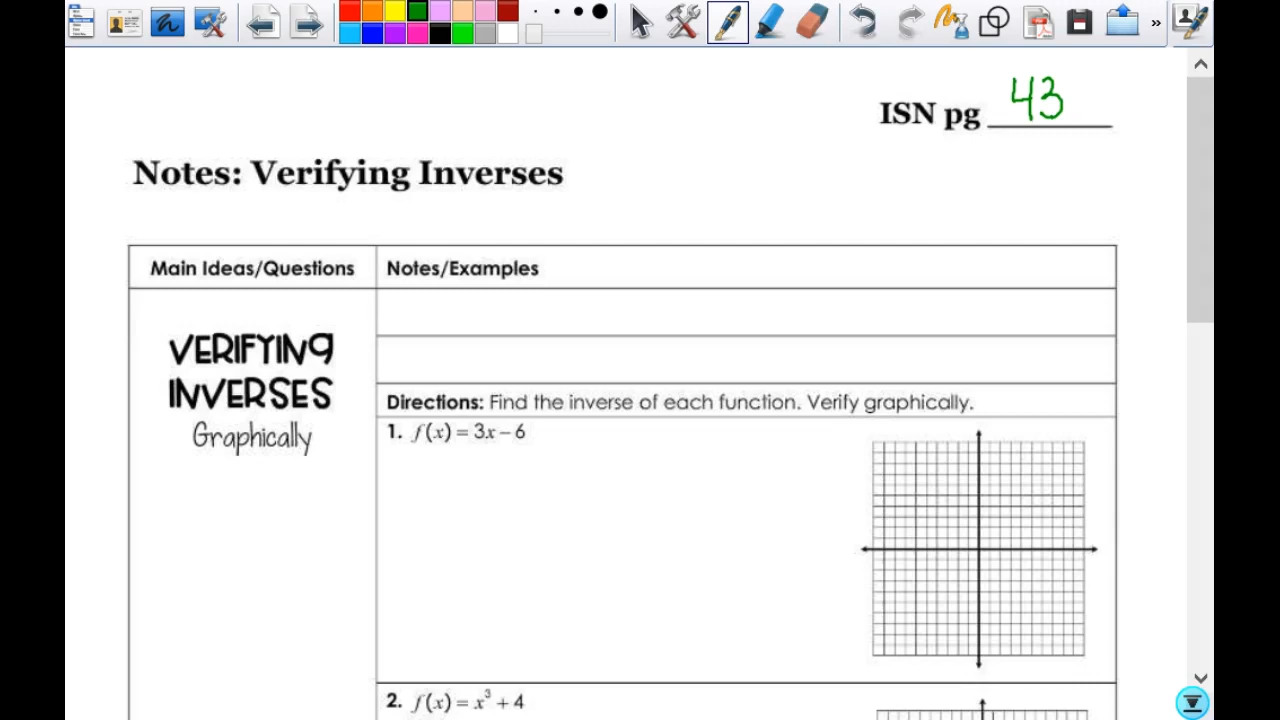 ISN pg 43
Notes: Verifying Inverses
Main Ideas/Questions
Notes/Examples
VERIFYING
INVERSES
Graphically
Directions: Find the inverse of each function. Verify graphically.
1. f(x) = 3x – 6
2. f(x) = x³ + 4